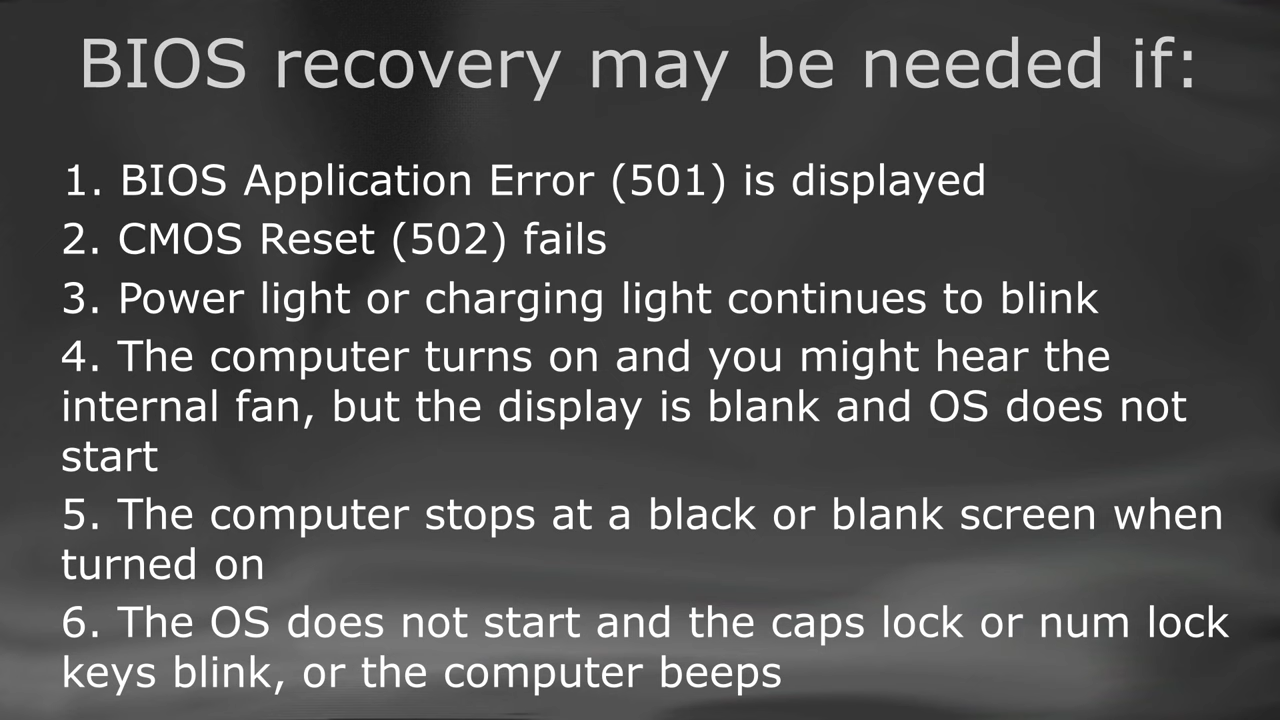 BIOS recovery may be needed if:
1. BIOS Application Error (501) is displayed
2. CMOS Reset (502) fails
3. Power light or charging light continues to blink
4. The computer turns on and you might hear the
internal fan, but the display is blank and OS does not
start
5. The computer stops at a black or blank screen when
turned on
6. The OS does not start and the caps lock or num lock
keys blink, or the computer beeps